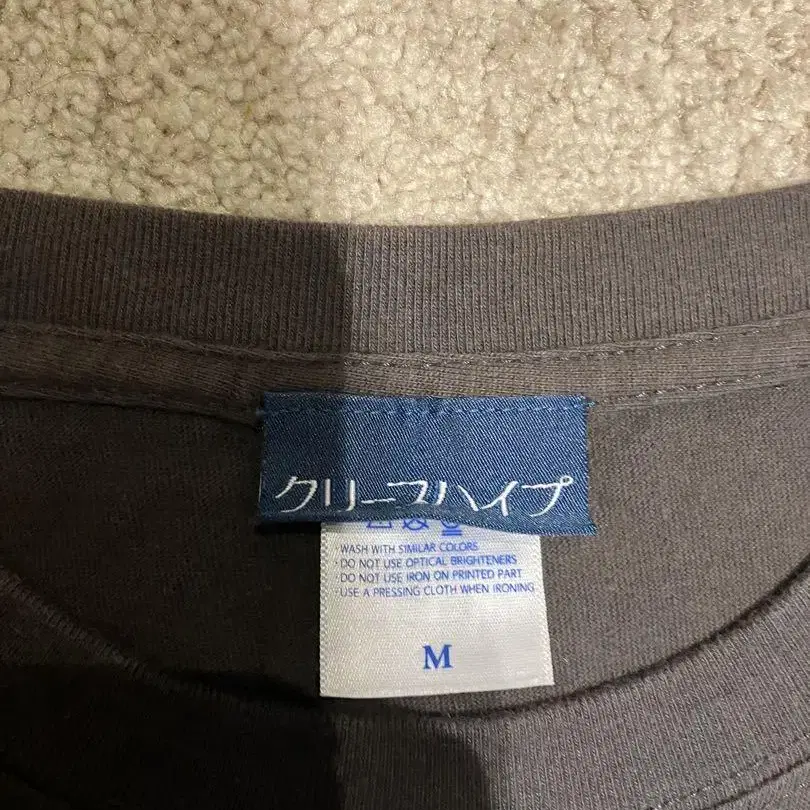 クリープハイプ
WASH WITH SIMILAR COLORS
・DO NOT USE OPTICAL BRIGHTENERS
・DO NOT USE IRON ON PRINTED PART
・USE A PRESSING CLOTH WHEN IRONING
M